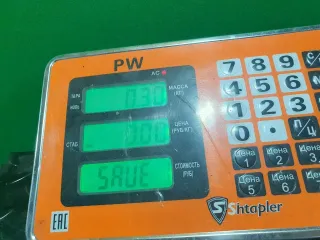 PW
AC
ТАРА
МАССА
(КГ)
0.30
7 8 9
4 5 6
1 2 3
0
ЦЕНА
(РУБ/КГ)
СТАБ.
0.00
СТОИМОСТЬ
(РУБ)
SAUE
Цена 1
Цена 2
Цена
Цена 5
Цена 6
S Shtapler
EAC